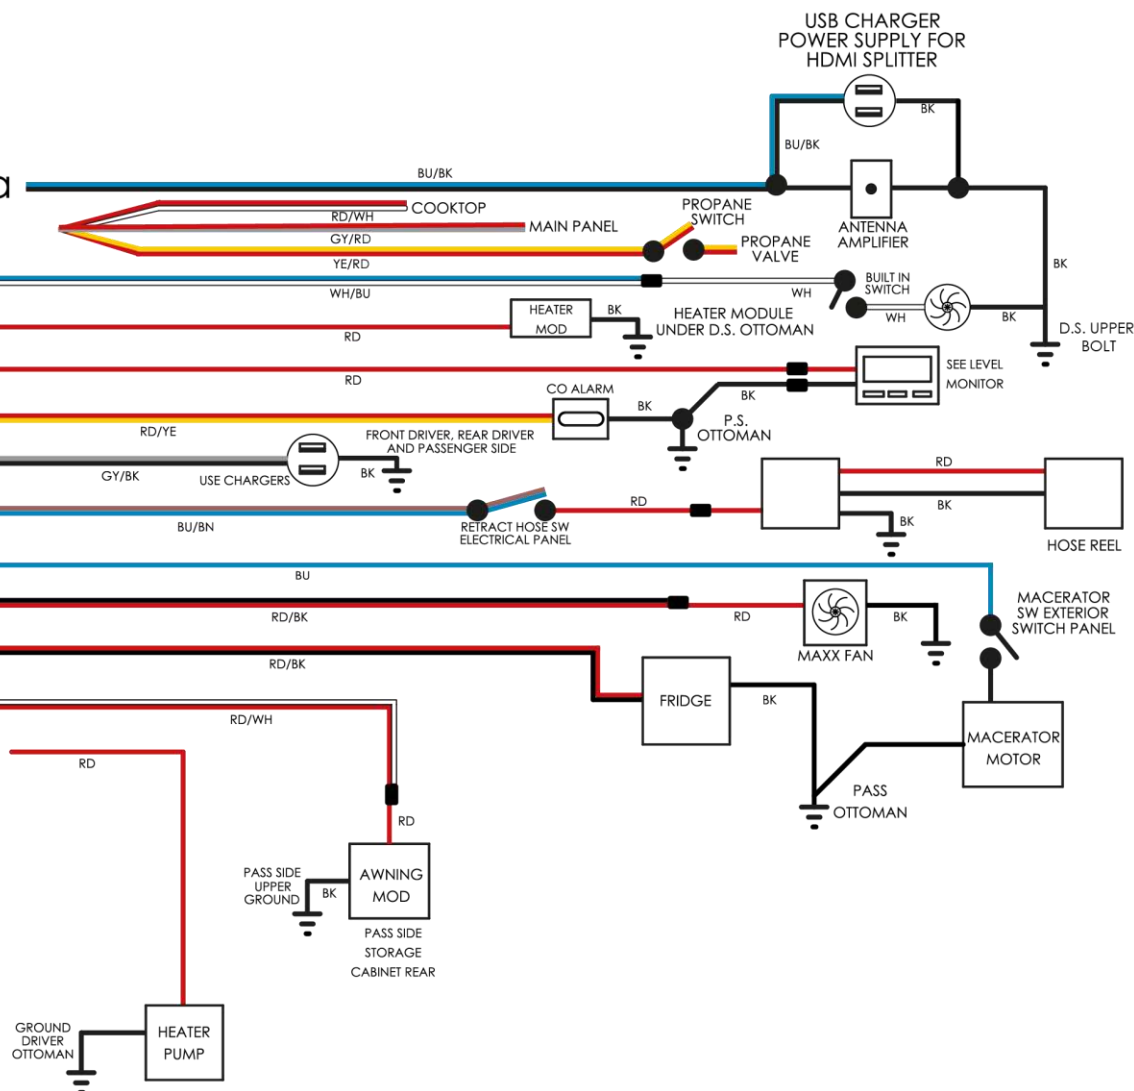 USB CHARGER
POWER SUPPLY FOR
HDMI SPLITTER
BK
BU/BK
BU/BK
a
COOKTOP
RD/WH
MAIN PANEL
GY/RD
YE/RD
PROPANE
SWITCH
PROPANE
VALVE
ANTENNA
AMPLIFIER
BK
WH/BU
WH
BUILT IN
SWITCH
WH
BK
D.S. UPPER
BOLT
HEATER
MOD
BK
HEATER MODULE
UNDER D.S. OTTOMAN
RD
RD
SEE LEVEL
MONITOR
CO ALARM
BK
BK
P.S.
OTTOMAN
RD/YE
FRONT DRIVER, REAR DRIVER
AND PASSENGER SIDE
GY/BK
USE CHARGERS
BK
RD
BK
BK
HOSE REEL
BU/BN
RETRACT HOSE SW
ELECTRICAL PANEL
RD
BU
RD/BK
RD
MAXX FAN
BK
MACERATOR
SW EXTERIOR
SWITCH PANEL
RD/BK
FRIDGE
BK
MACERATOR
MOTOR
PASS
OTTOMAN
RD/WH
RD
RD
AWNING
MOD
PASS SIDE
UPPER
GROUND
BK
PASS SIDE
STORAGE
CABINET REAR
GROUND
DRIVER
OTTOMAN
HEATER
PUMP